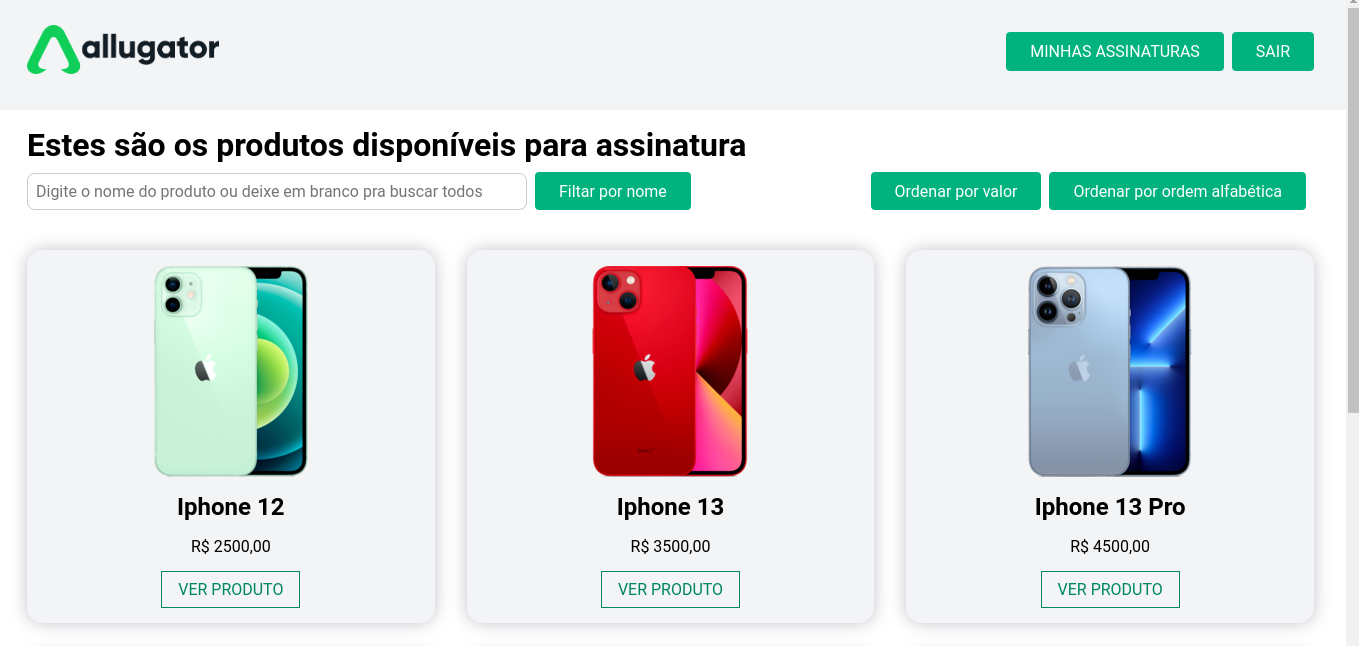 allugator
MINHAS ASSINATURAS
SAIR
Estes são os produtos disponíveis para assinatura
Digite o nome do produto ou deixe em branco pra buscar todos
Filtar por nome
Ordenar por valor
Ordenar por ordem alfabética
Iphone 12
R$ 2500,00
VER PRODUTO
Iphone 13
R$ 3500,00
VER PRODUTO
Iphone 13 Pro
R$ 4500,00
VER PRODUTO